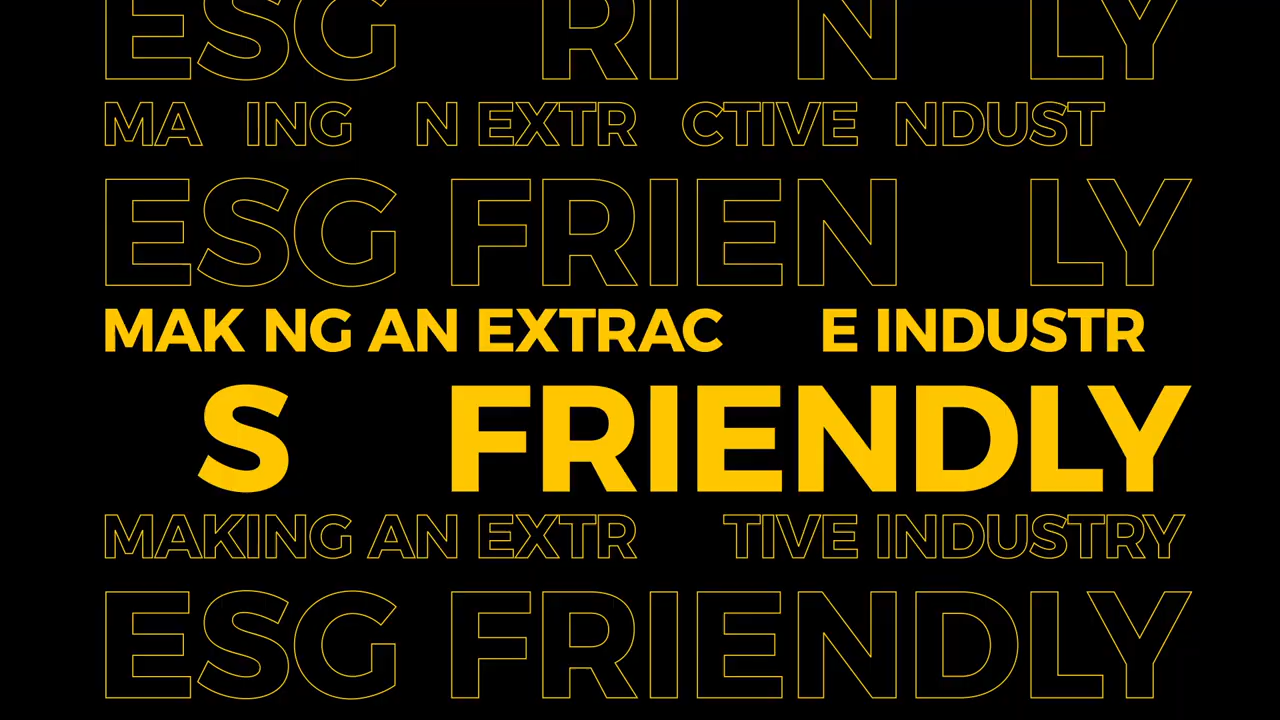 ESG RI N LY
MA ING N EXTR CTIVE NDUST
ESG FRIEN LY
MAK NG AN EXTRAC E INDUSTR
S FRIENDLY
MAKING AN EXTR TIVE INDUSTRY
ESG FRIENDLY